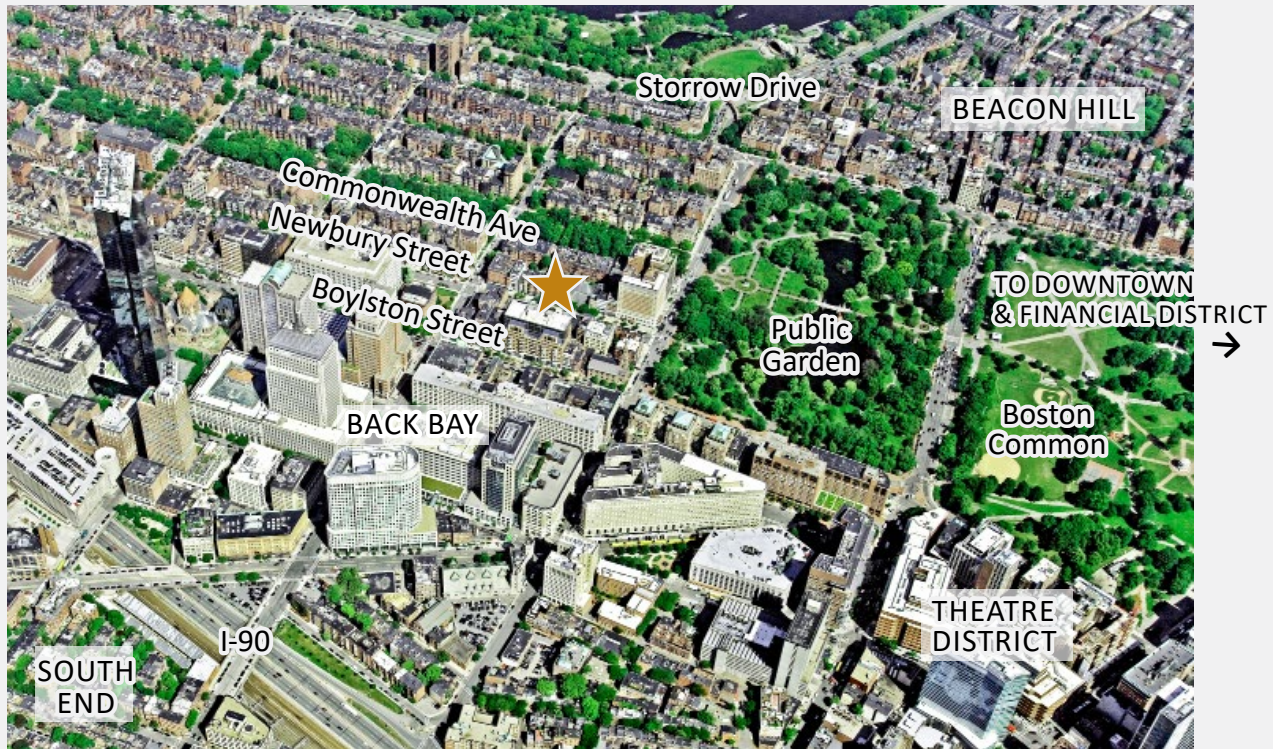 Storrow Drive
BEACON HILL
Commonwealth Ave
Newbury Street
Boylston Street
TO DOWNTOWN
& FINANCIAL DISTRICT
→
Public
Garden
Boston
Common
BACK BAY
THEATRE
DISTRICT
I-90
SOUTH
END